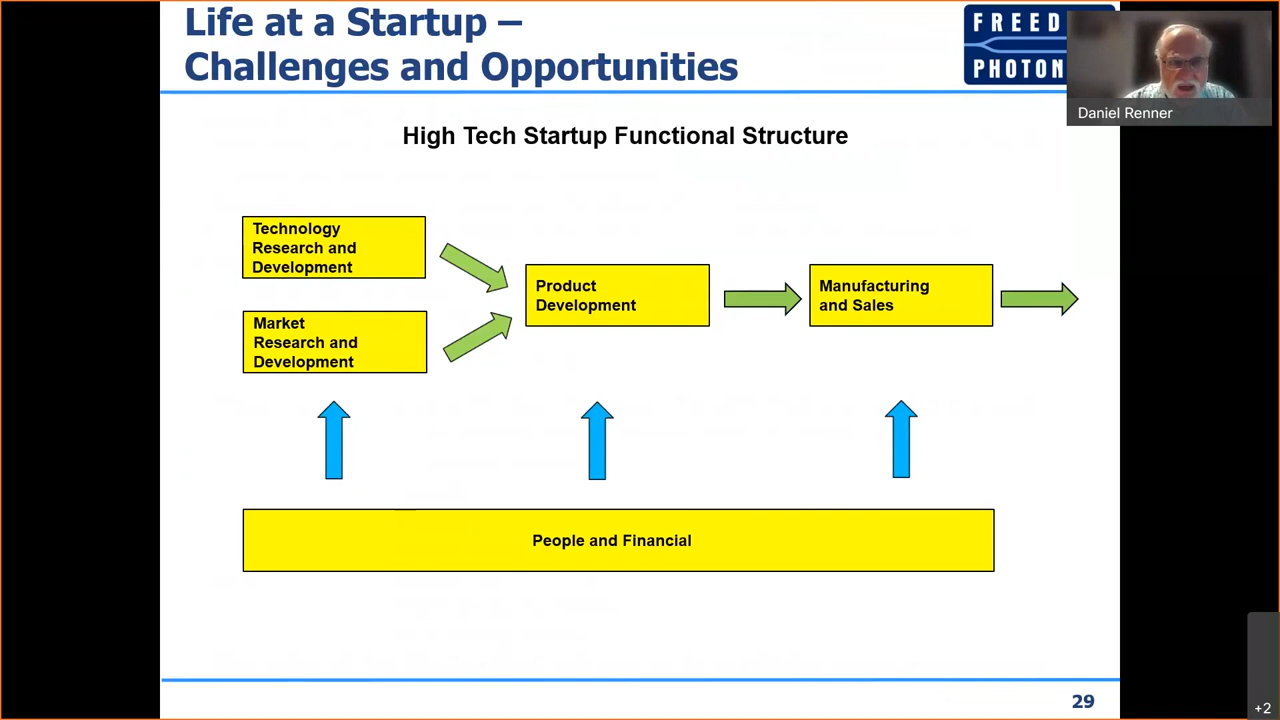 Life at a Startup –
Challenges and Opportunities
FREED
PHOTON
Daniel Renner
High Tech Startup Functional Structure
Technology
Research and
Development
Market
Research and
Development
Product
Development
Manufacturing
and Sales
People and Financial
29
+2